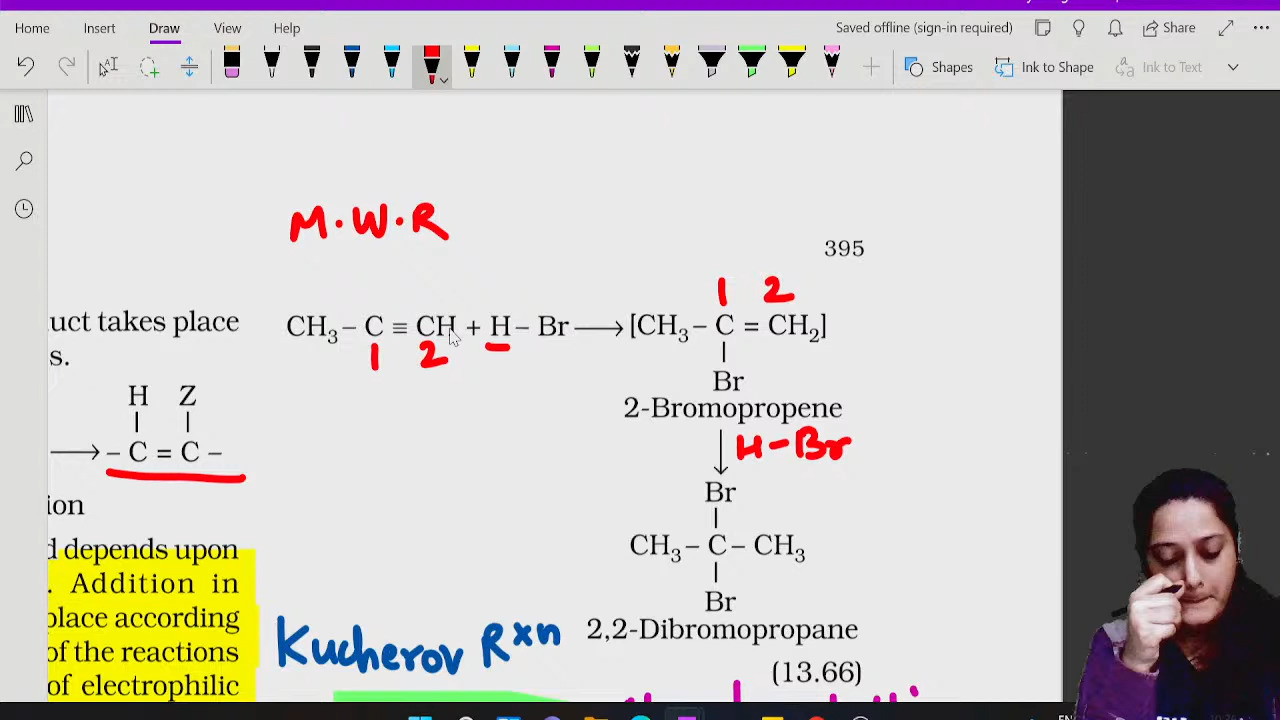 Home Insert Draw View Help Saved offline (sign-in required) Share
Shapes Ink to Shape Ink to Text
M.W.R
395
uct takes place
s.
CH₃ – C ≡ CH + H – Br ⟶ [CH₃ – C = CH₂]
1 2
1 2
Br
2-Bromopropene
H-Br
H Z
⟶ – C = C –
Br
CH₃ – C – CH₃
Br
2,2-Dibromopropane
(13.66)
ion
d depends upon
. Addition in
place according
of the reactions
of electrophilic
Kucherov Rxn